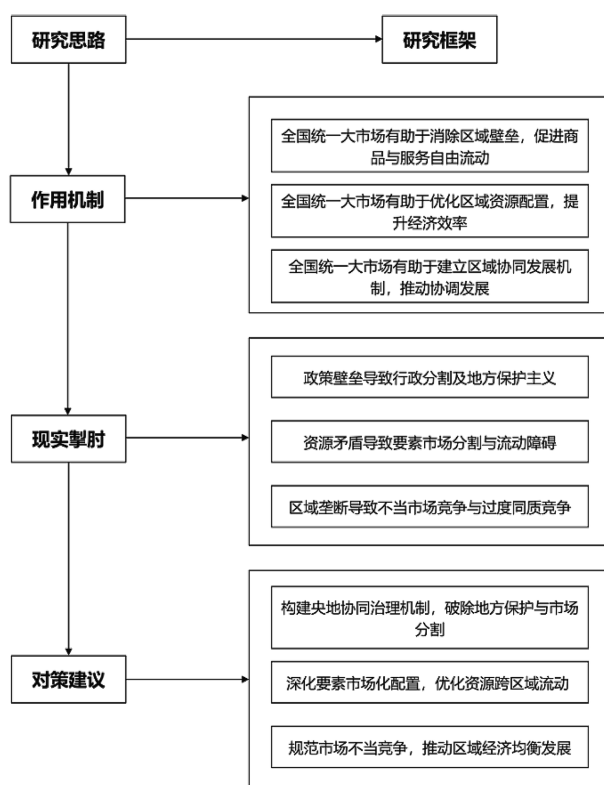 研究思路
研究框架
全国统一大市场有助于消除区域壁垒，促进商
品与服务自由流动
作用机制
全国统一大市场有助于优化区域资源配置，提
升经济效率
全国统一大市场有助于建立区域协同发展机
制，推动协调发展
政策壁垒导致行政分割及地方保护主义
现实掣肘
资源矛盾导致要素市场分割与流动障碍
区域垄断导致不当市场竞争与过度同质竞争
构建央地协同治理机制，破除地方保护与市场
分割
对策建议
深化要素市场化配置，优化资源跨区域流动
规范市场不当竞争，推动区域经济均衡发展